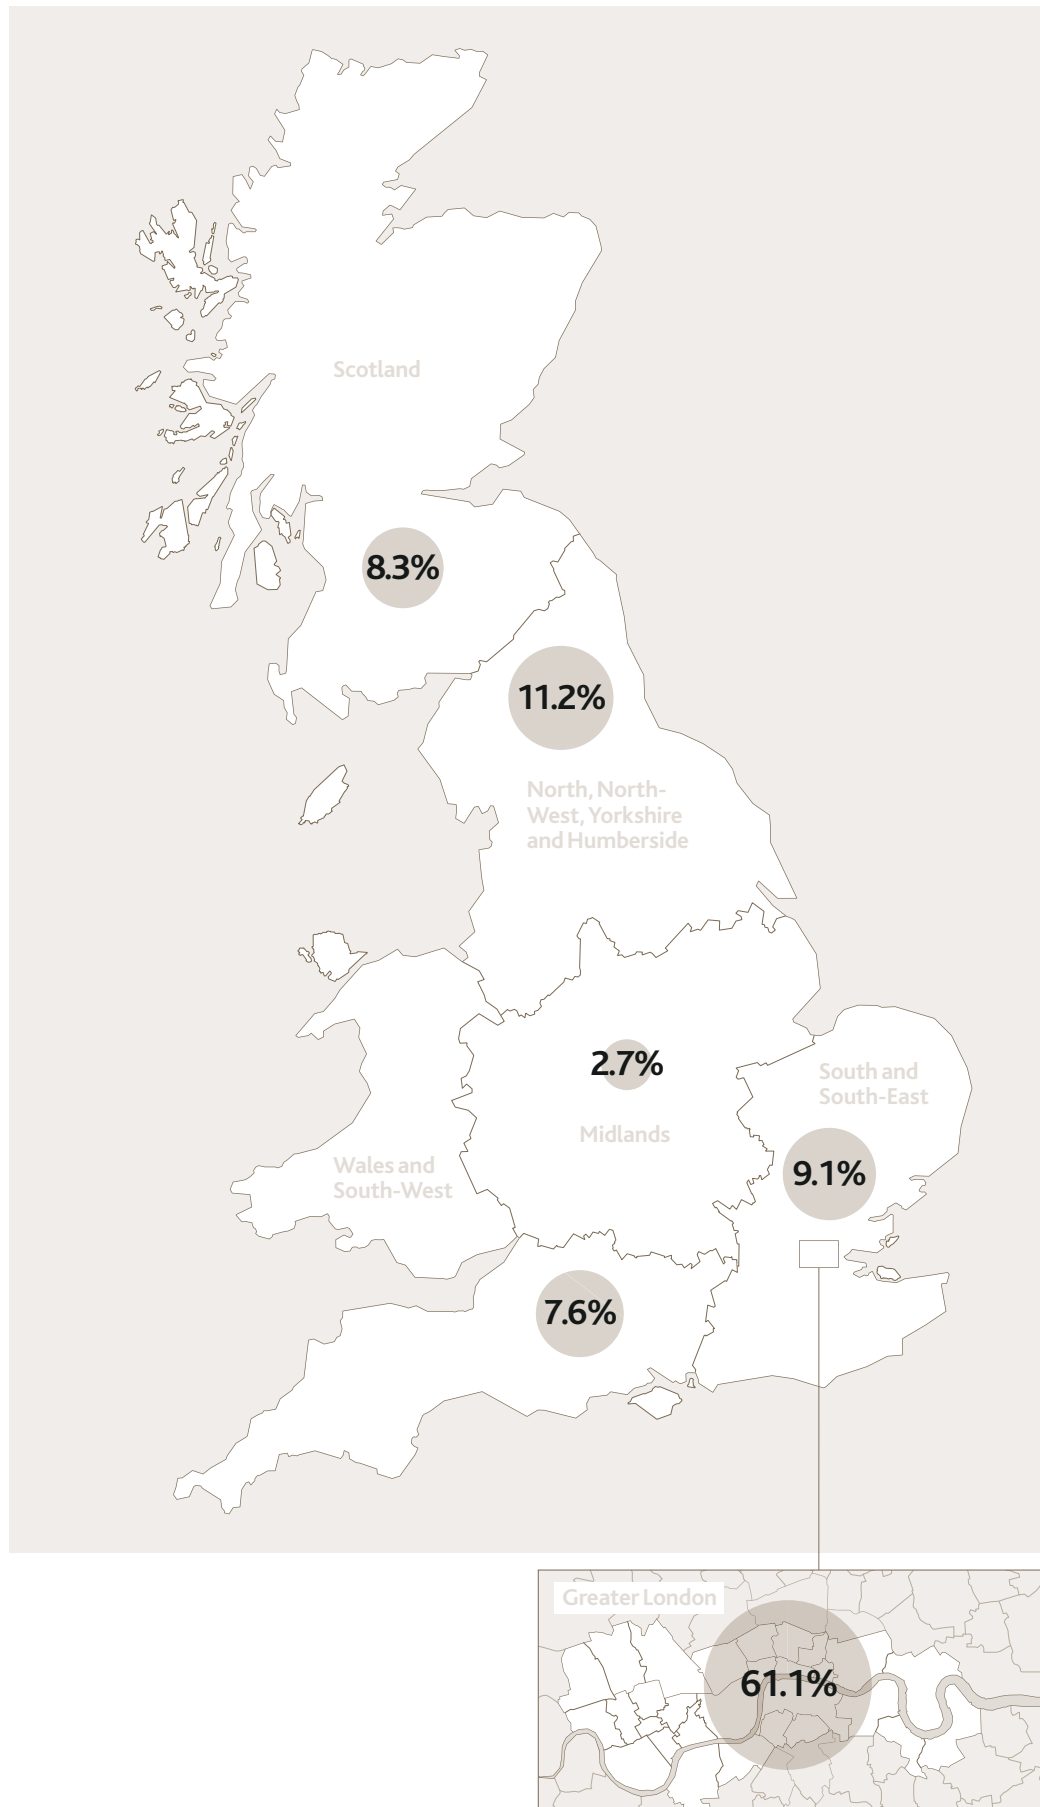 Scotland
8.3%
11.2%
North, North-
West, Yorkshire
and Humberside
2.7%
Midlands
South and
South-East
9.1%
Wales and
South-West
7.6%
Greater London
61.1%